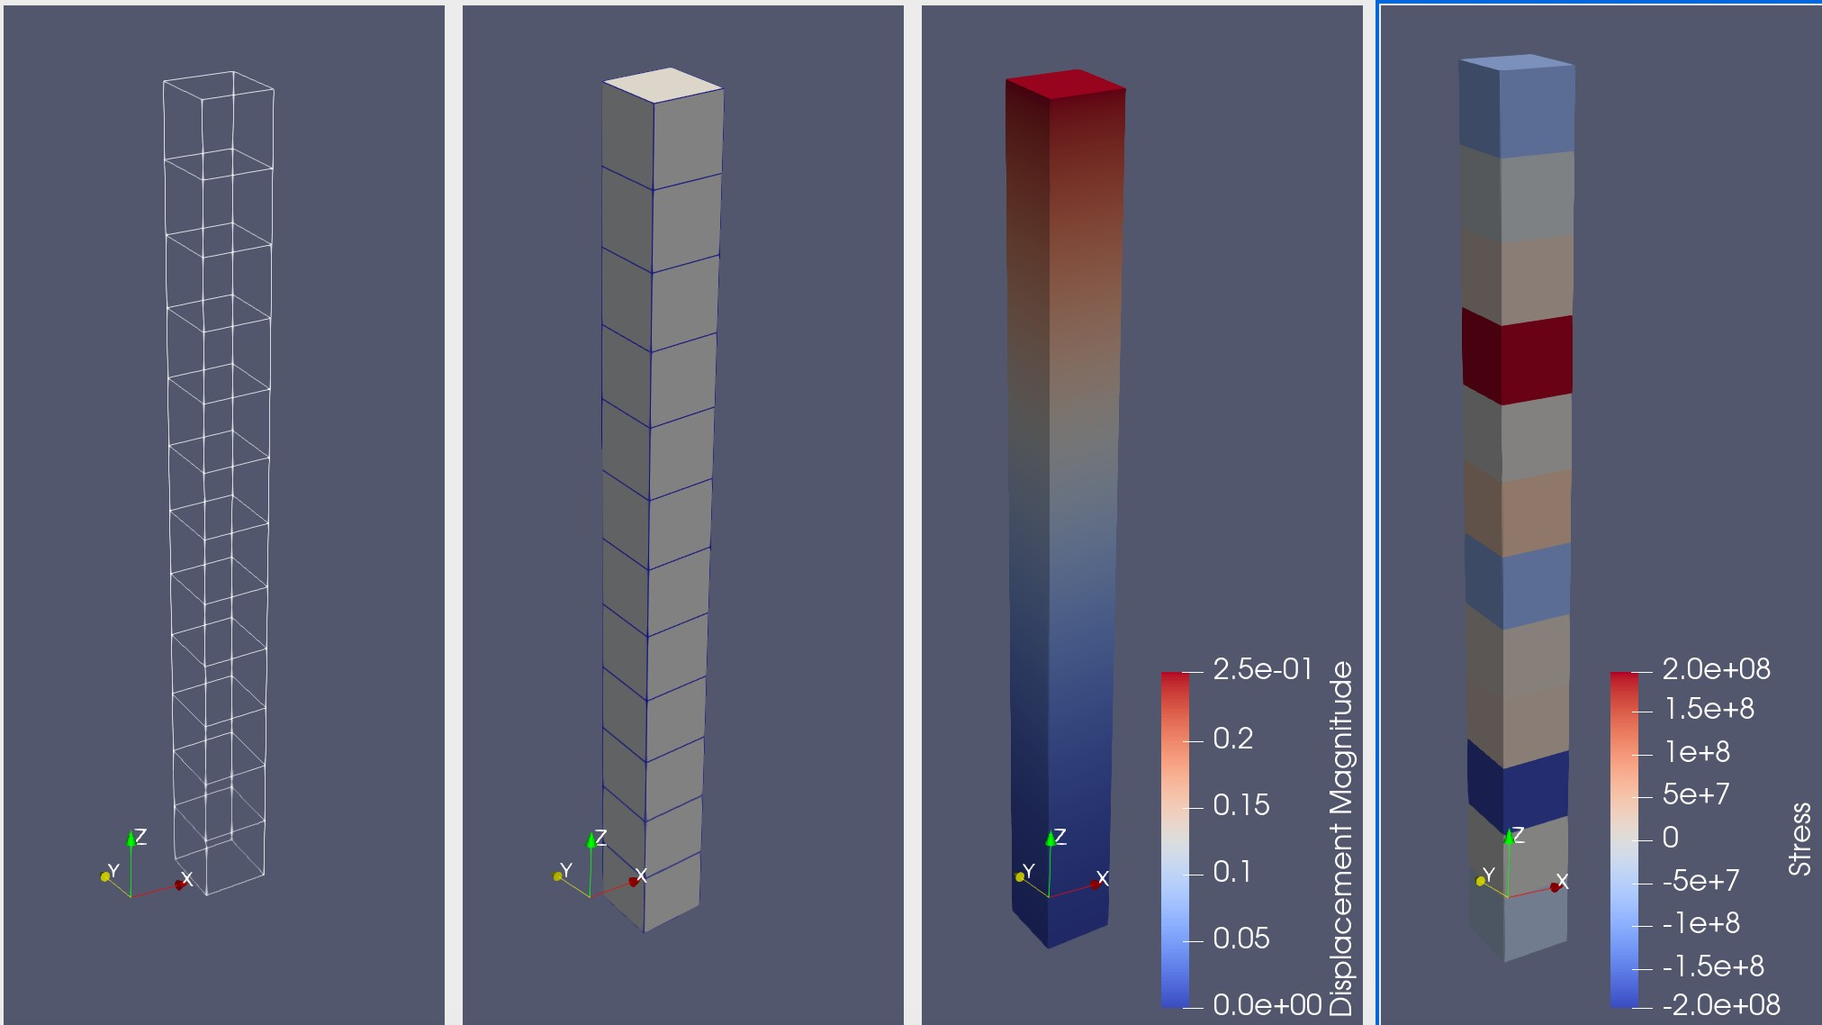 Z
Y
X
Z
Y
X
Z
Y
X
2.5e-01
0.2
0.15
0.1
0.05
0.0e+00
Displacement Magnitude
Z
Y
X
2.0e+08
1.5e+8
1e+8
5e+7
0
-5e+7
-1e+8
-1.5e+8
-2.0e+08
Stress